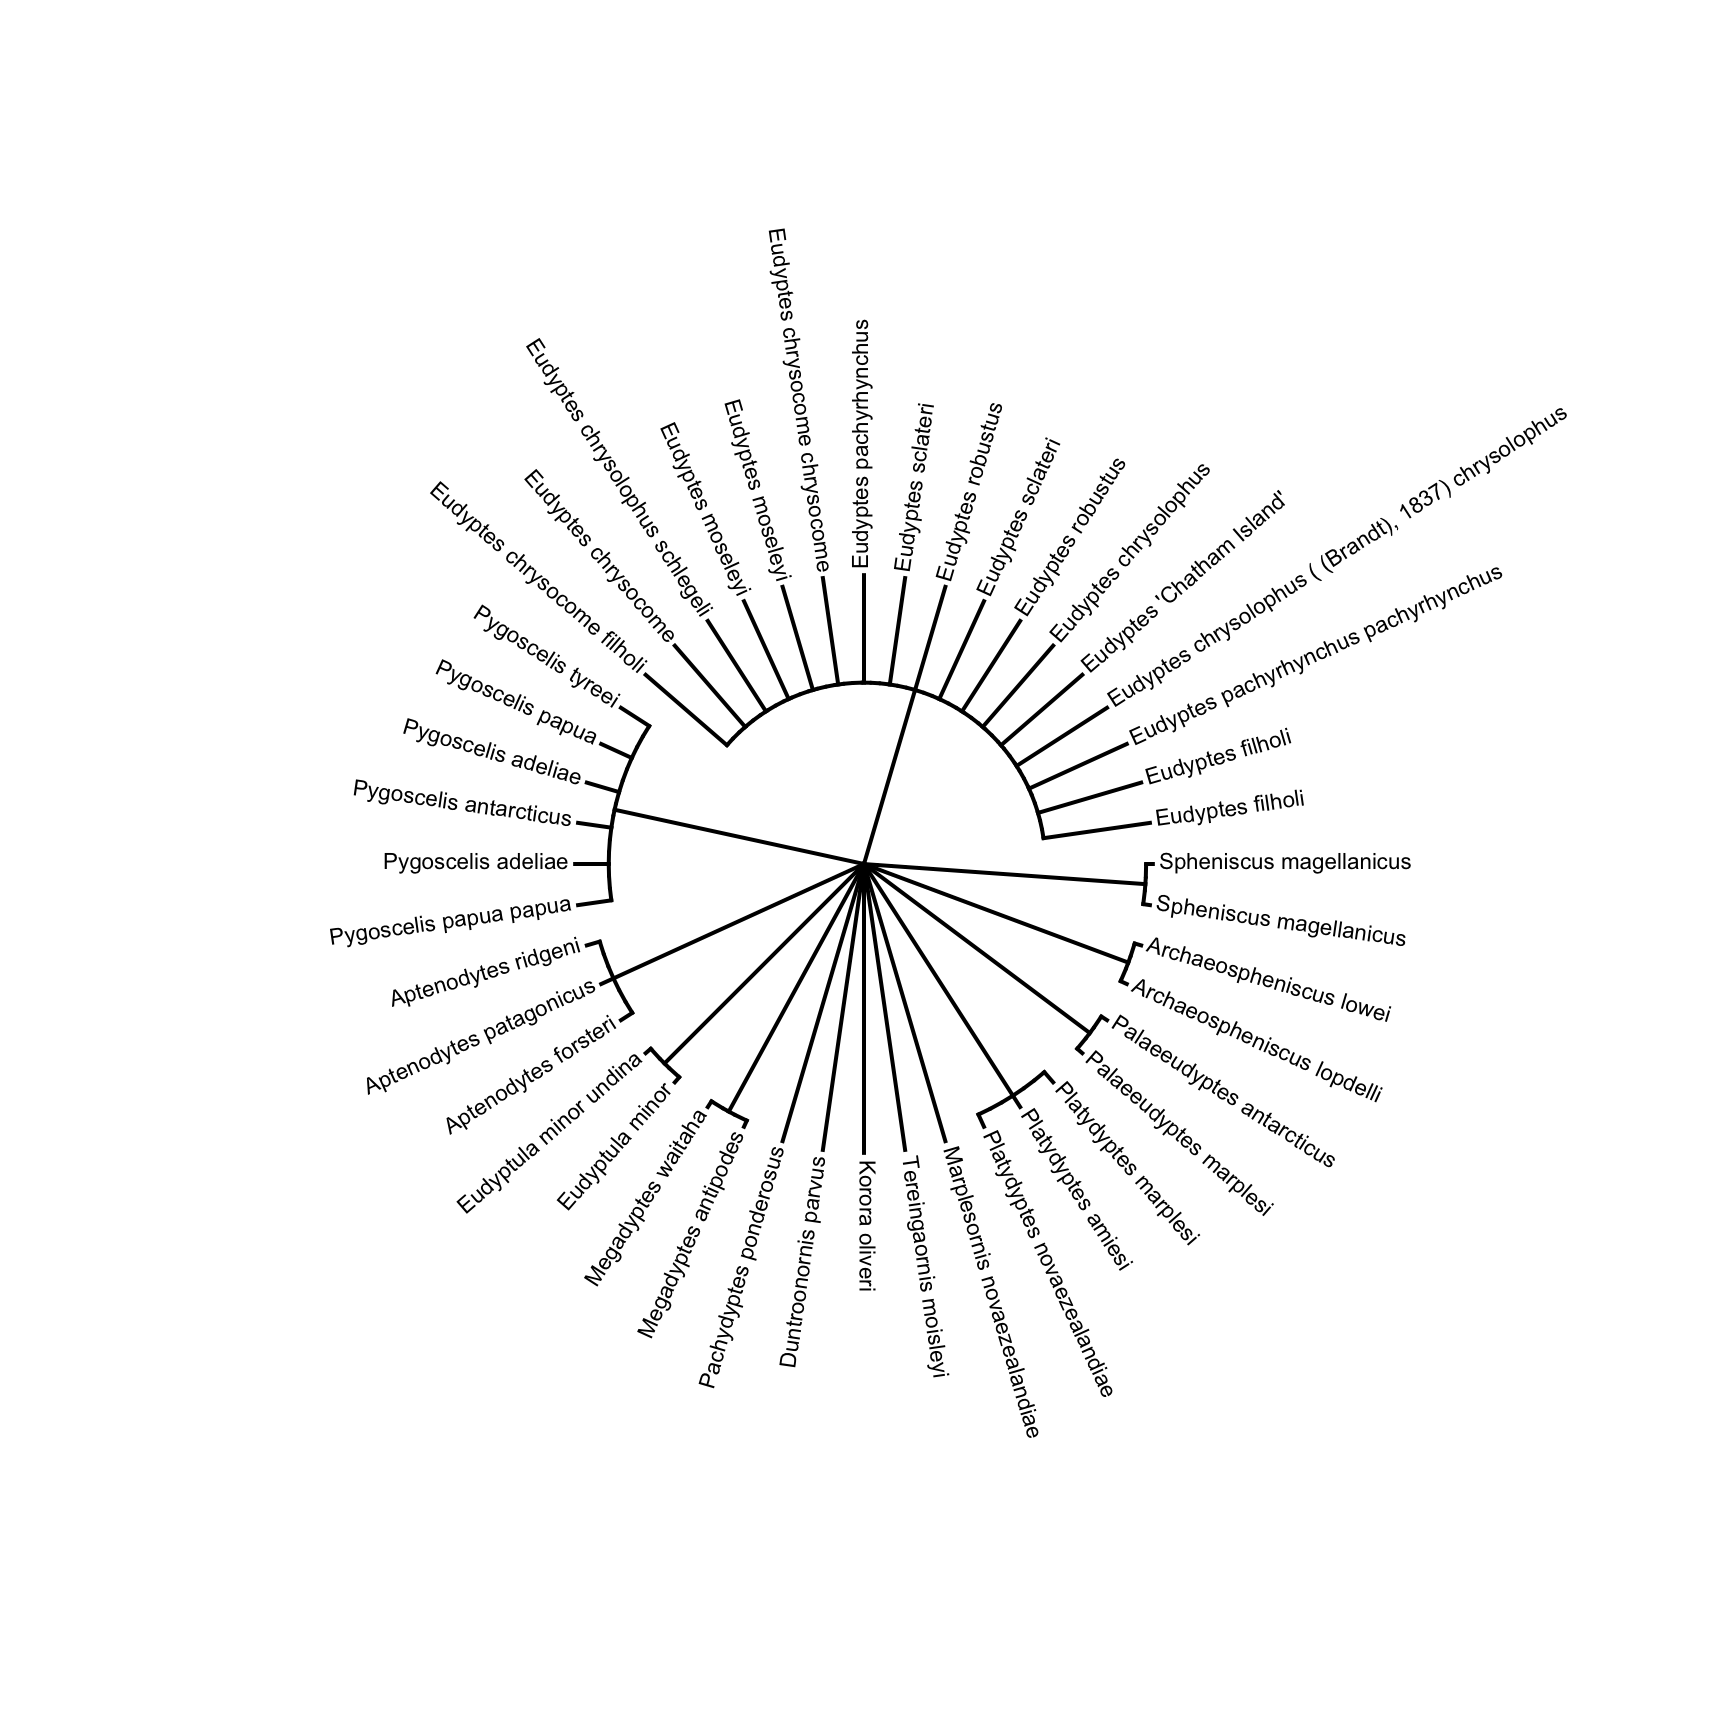 Eudyptes chrysocome filholi
Eudyptes chrysocome
Eudyptes chrysolophus schlegeli
Eudyptes moseleyi
Eudyptes moseleyi
Eudyptes chrysocome chrysocome
Eudyptes pachyrhynchus
Eudyptes sclateri
Eudyptes robustus
Eudyptes sclateri
Eudyptes robustus
Eudyptes chrysolophus
Eudyptes 'Chatham Island'
Eudyptes chrysolophus ( (Brandt), 1837) chrysolophus
Eudyptes pachyrhynchus pachyrhynchus
Eudyptes filholi
Eudyptes filholi
Spheniscus magellanicus
Spheniscus magellanicus
Archaeospheniscus lowei
Archaeospheniscus lopdelli
Palaeeudyptes antarcticus
Palaeeudyptes marplesi
Platydyptes marplesi
Platydyptes amiesi
Platydyptes novaezealandiae
Marplesornis novaezealandiae
Tereingaornis moisleyi
Korora oliveri
Duntroonornis parvus
Pachydyptes ponderosus
Megadyptes antipodes
Megadyptes waitaha
Eudyptula minor
Eudyptula minor undina
Aptenodytes forsteri
Aptenodytes patagonicus
Aptenodytes ridgeni
Pygoscelis papua papua
Pygoscelis adeliae
Pygoscelis antarcticus
Pygoscelis adeliae
Pygoscelis papua
Pygoscelis tyreei